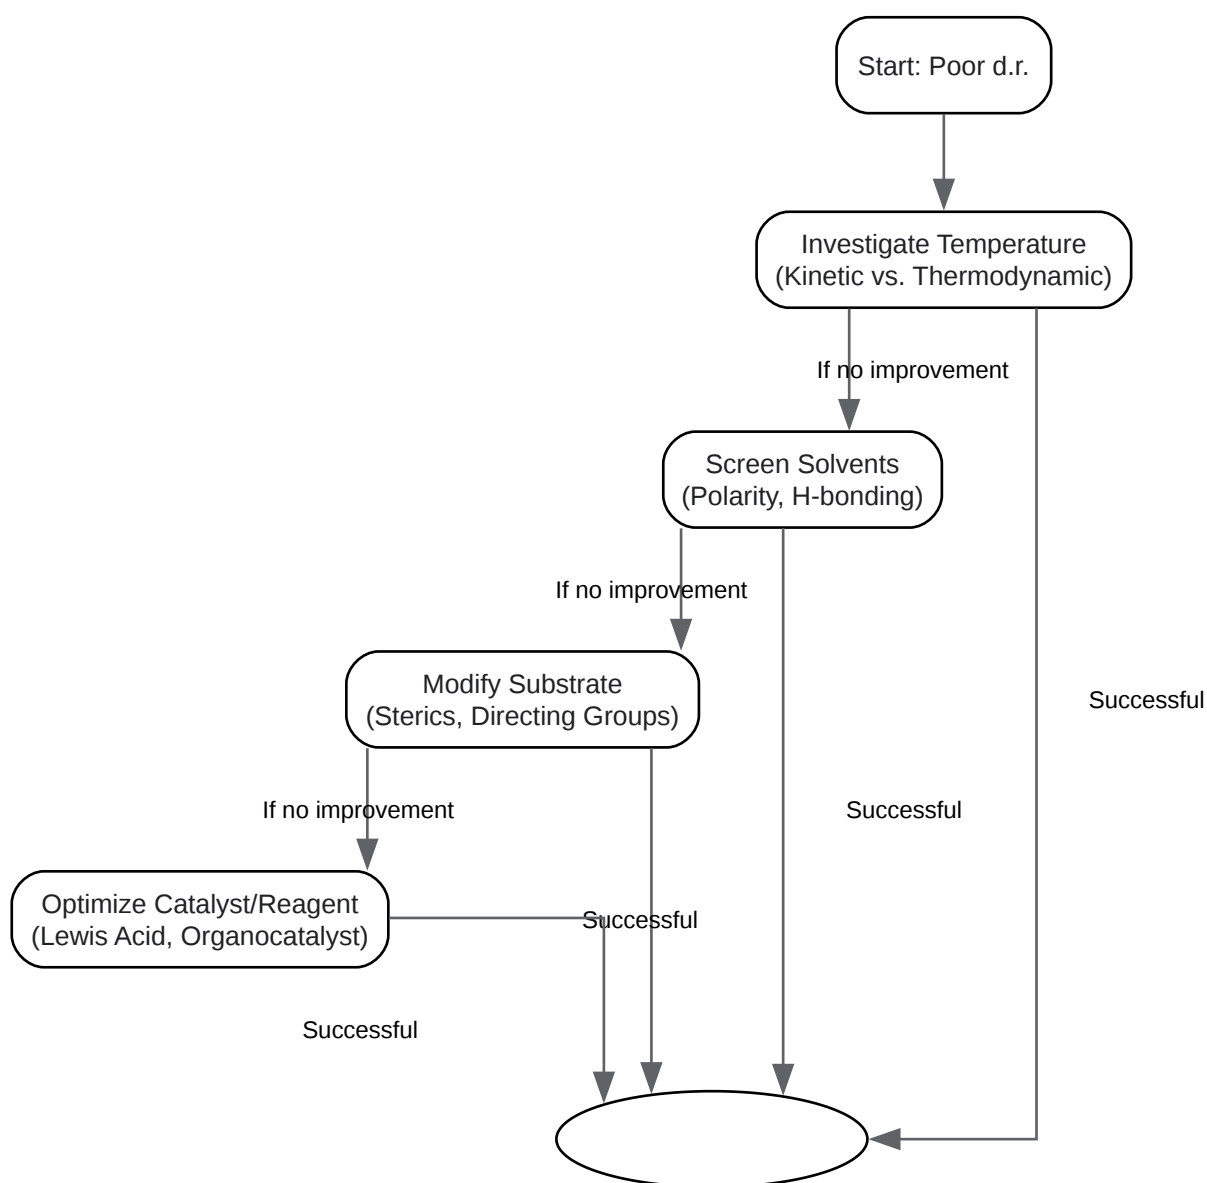 Start: Poor d.r.
Investigate Temperature
(Kinetic vs. Thermodynamic)
If no improvement
Screen Solvents
(Polarity, H-bonding)
If no improvement
Modify Substrate
(Sterics, Directing Groups)
Successful
If no improvement
Successful
Optimize Catalyst/Reagent
(Lewis Acid, Organocatalyst)
Successful
Successful